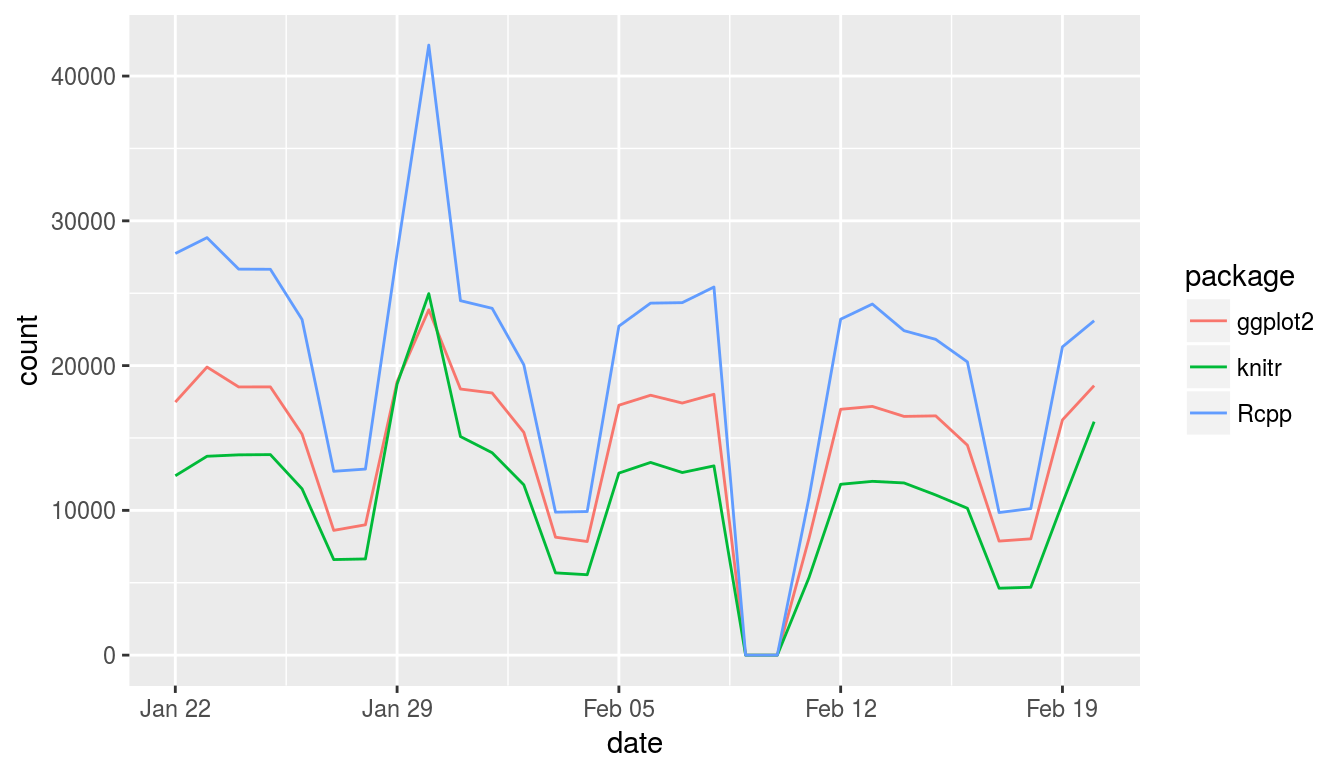 40000
30000
20000
10000
0
count
Jan 22
Jan 29
Feb 05
Feb 12
Feb 19
date
package
ggplot2
knitr
Rcpp